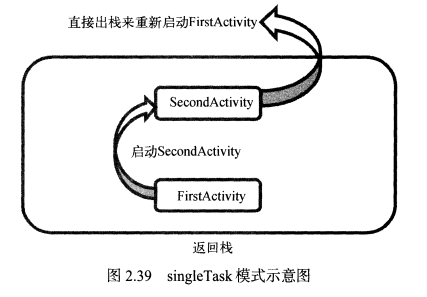 直接出栈来重新启动FirstActivity
SecondActivity
启动SecondActivity
FirstActivity
返回栈
图 2.39 singleTask 模式示意图